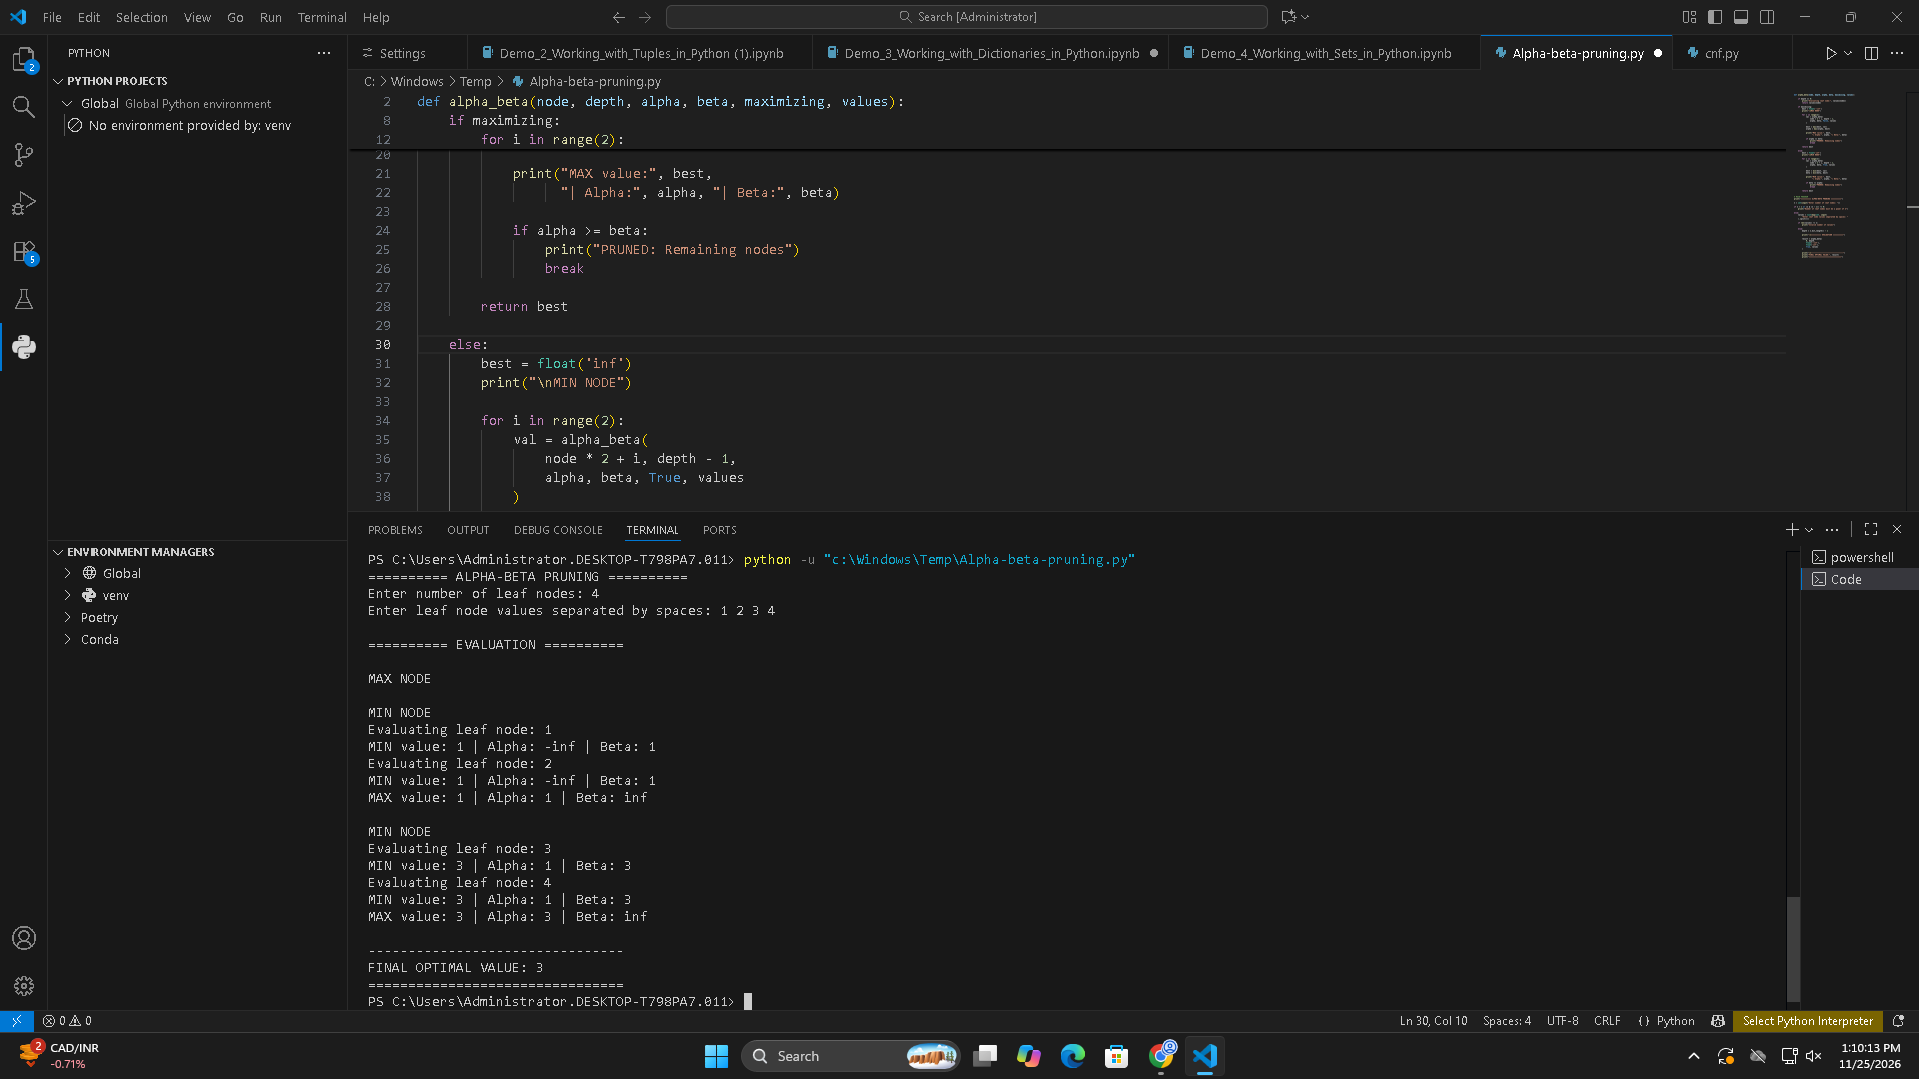 File Edit Selection View Go Run Terminal Help
Search [Administrator]
PYTHON
PYTHON PROJECTS
Global Global Python environment
No environment provided by: venv
2
5
ENVIRONMENT MANAGERS
Global
venv
Poetry
Conda
Settings
Demo_2_Working_with_Tuples_in_Python (1).ipynb
Demo_3_Working_with_Dictionaries_in_Python.ipynb
Demo_4_Working_with_Sets_in_Python.ipynb
Alpha-beta-pruning.py
cnf.py
C: > Windows > Temp > Alpha-beta-pruning.py
2 def alpha_beta(node, depth, alpha, beta, maximizing, values):
8 if maximizing:
12 for i in range(2):
20
21 print("MAX value:", best,
22 "| Alpha:", alpha, "| Beta:", beta)
23
24 if alpha >= beta:
25 print("PRUNED: Remaining nodes")
26 break
27
28 return best
29
30 else:
31 best = float('inf')
32 print("\nMIN NODE")
33
34 for i in range(2):
35 val = alpha_beta(
36 node * 2 + i, depth - 1,
37 alpha, beta, True, values
38 )
PROBLEMS OUTPUT DEBUG CONSOLE TERMINAL PORTS
powershell
Code
PS C:\Users\Administrator.DESKTOP-T798PA7.011> python -u "c:\Windows\Temp\Alpha-beta-pruning.py"
========== ALPHA-BETA PRUNING ==========
Enter number of leaf nodes: 4
Enter leaf node values separated by spaces: 1 2 3 4
========== EVALUATION ==========
MAX NODE
MIN NODE
Evaluating leaf node: 1
MIN value: 1 | Alpha: -inf | Beta: 1
Evaluating leaf node: 2
MIN value: 1 | Alpha: -inf | Beta: 1
MAX value: 1 | Alpha: 1 | Beta: inf
MIN NODE
Evaluating leaf node: 3
MIN value: 3 | Alpha: 1 | Beta: 3
Evaluating leaf node: 4
MIN value: 3 | Alpha: 1 | Beta: 3
MAX value: 3 | Alpha: 3 | Beta: inf
--------------------------------
FINAL OPTIMAL VALUE: 3
================================
PS C:\Users\Administrator.DESKTOP-T798PA7.011>
0 0
Ln 30, Col 10 Spaces: 4 UTF-8 CRLF {} Python Select Python Interpreter
2
CAD/INR
-0.71%
Search
1:10:13 PM
11/25/2026